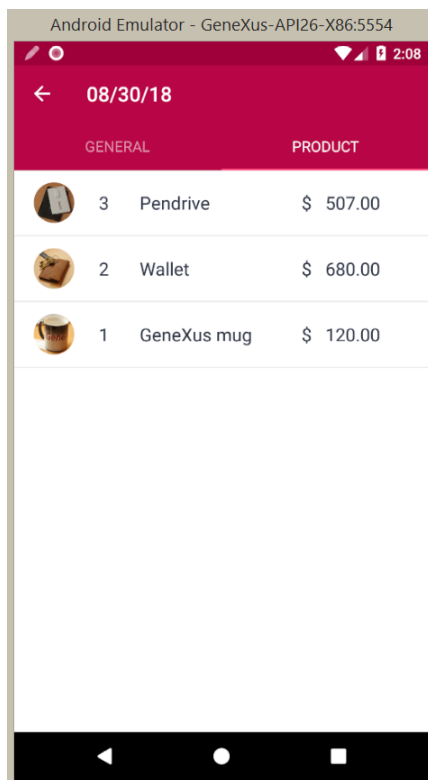 Android Emulator - GeneXus-API26-X86:5554
2:08
08/30/18
GENERAL PRODUCT
3 Pendrive $ 507.00
2 Wallet $ 680.00
1 GeneXus mug $ 120.00